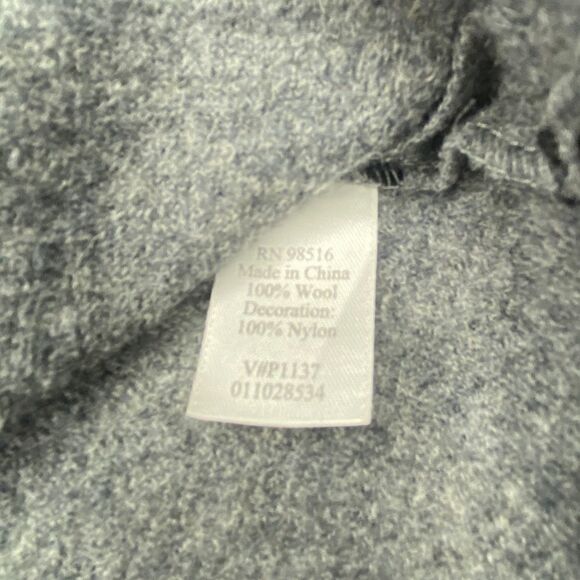 RN 98516
Made in China
100% Wool
Decoration:
100% Nylon
V#P1137
011028534